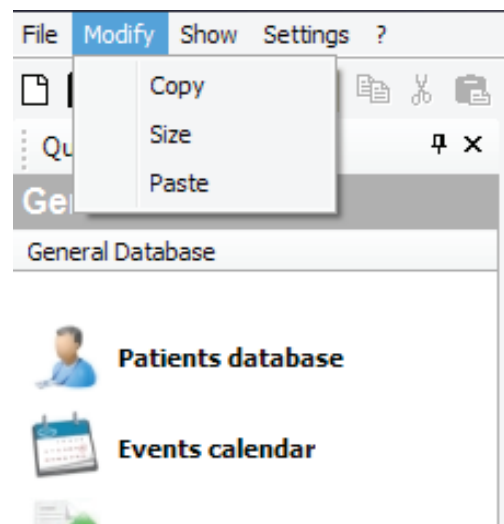 File Modify Show Settings ?
Copy
Size
Paste
General Database
Patients database
Events calendar